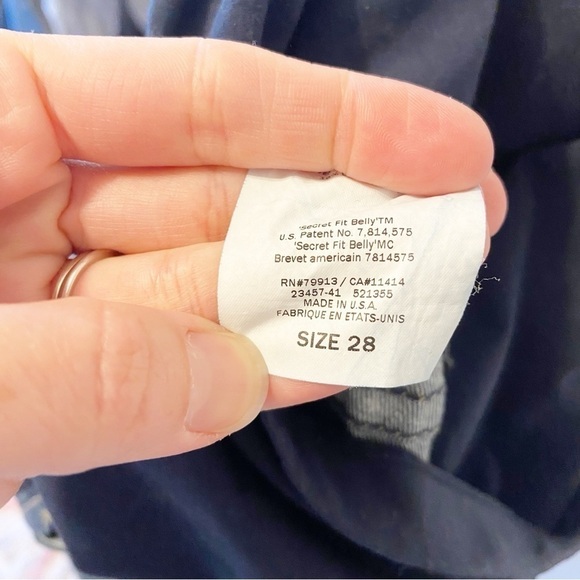 'Secret Fit Belly'TM
U.S. Patent No. 7,814,575
'Secret Fit Belly'MC
Brevet americain 7814575
RN#79913 / CA#11414
23457-41 521355
MADE IN U.S.A.
FABRIQUE EN ETATS-UNIS
SIZE 28